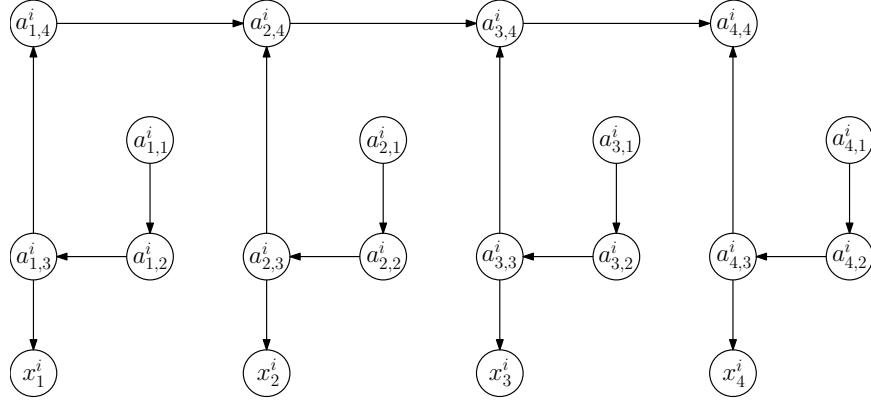 a^i_{1,4} a^i_{2,4} a^i_{3,4} a^i_{4,4}
a^i_{1,1} a^i_{2,1} a^i_{3,1} a^i_{4,1}
a^i_{1,3} a^i_{1,2} a^i_{2,3} a^i_{2,2} a^i_{3,3} a^i_{3,2} a^i_{4,3} a^i_{4,2}
x^i_1 x^i_2 x^i_3 x^i_4